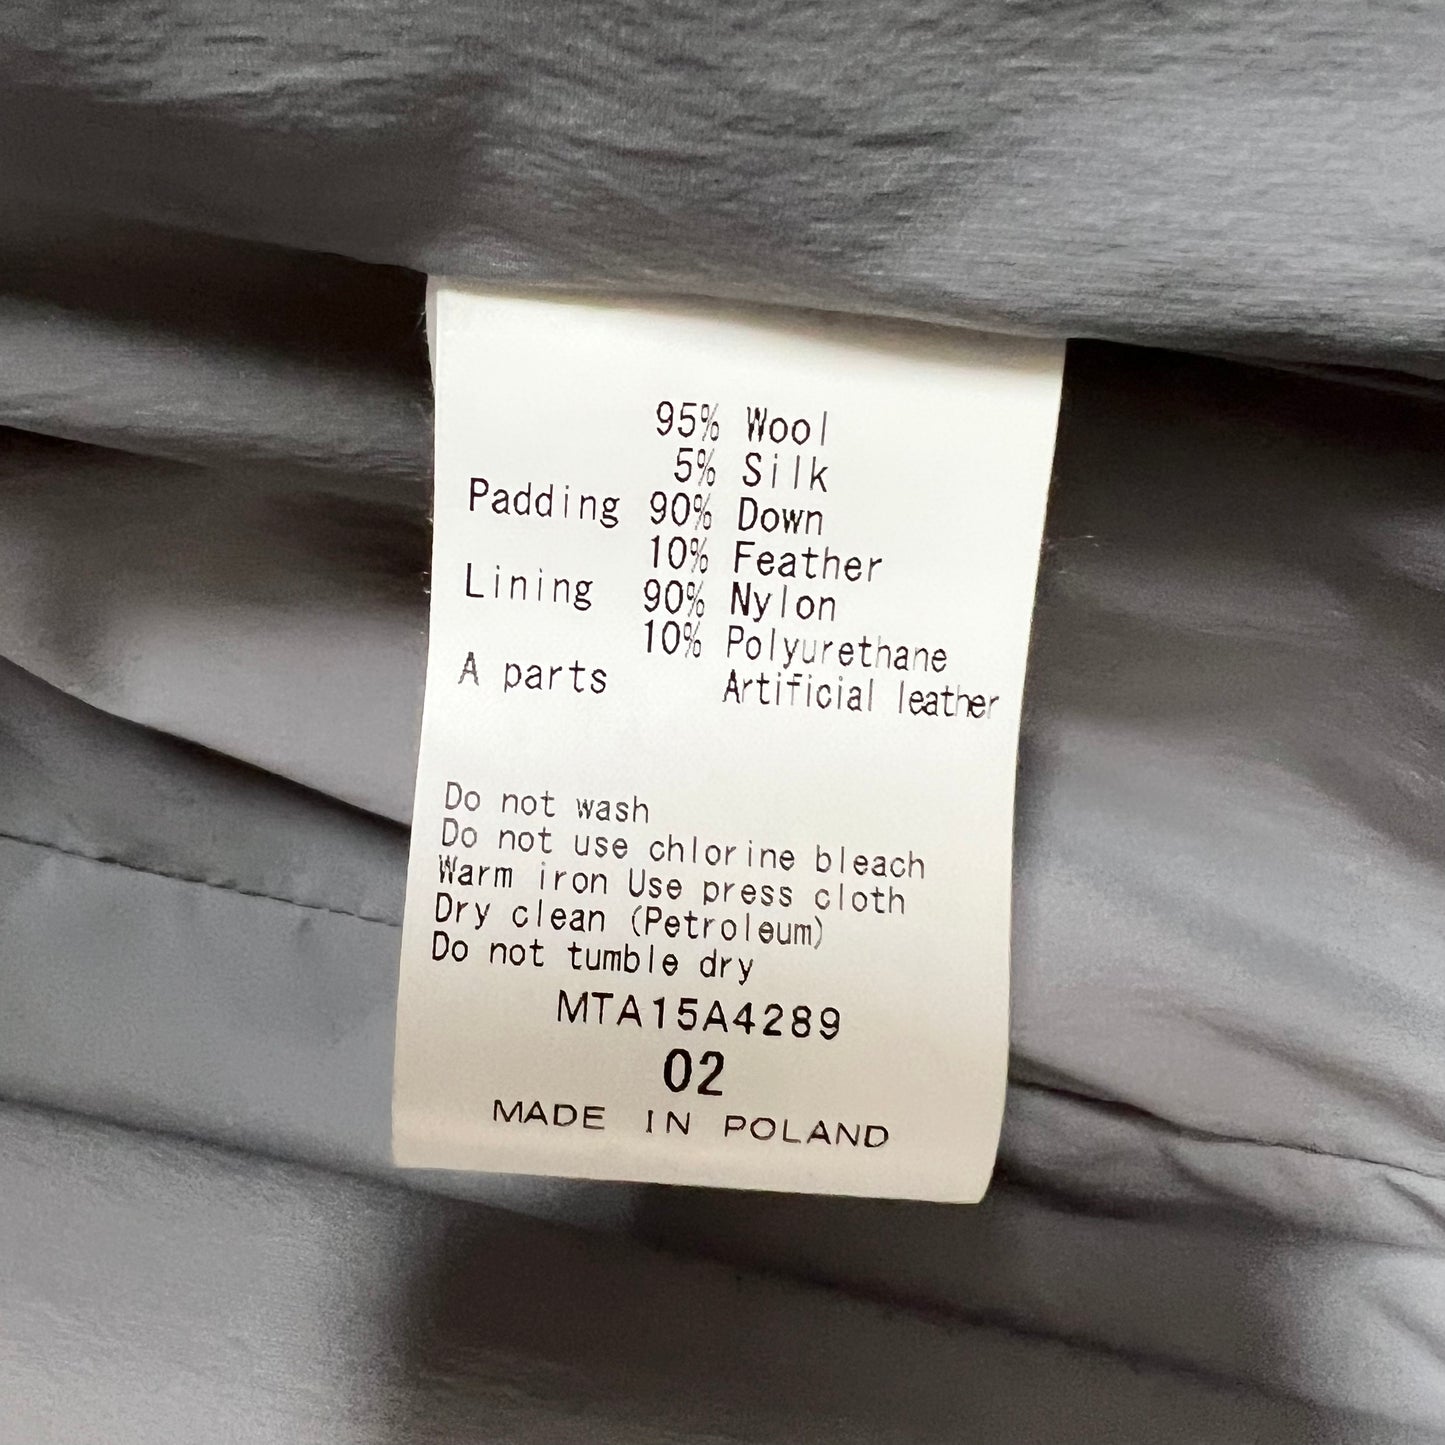 95% Wool
5% Silk
Padding 90% Down
10% Feather
Lining 90% Nylon
10% Polyurethane
A parts Artificial leather
Do not wash
Do not use chlorine bleach
Warm iron Use press cloth
Dry clean (Petroleum)
Do not tumble dry
MTA15A4289
02
MADE IN POLAND